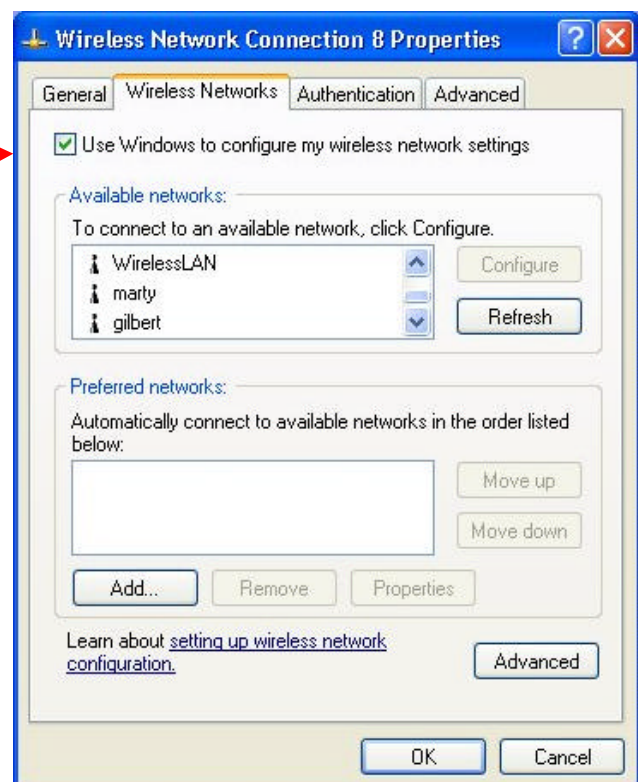 Wireless Network Connection 8 Properties
General Wireless Networks Authentication Advanced
Use Windows to configure my wireless network settings
Available networks:
To connect to an available network, click Configure.
WirelessLAN
Configure
marty
gilbert
Refresh
Preferred networks:
Automatically connect to available networks in the order listed
below:
Move up
Move down
Add... Remove Properties
Learn about setting up wireless network
configuration.
Advanced
OK Cancel